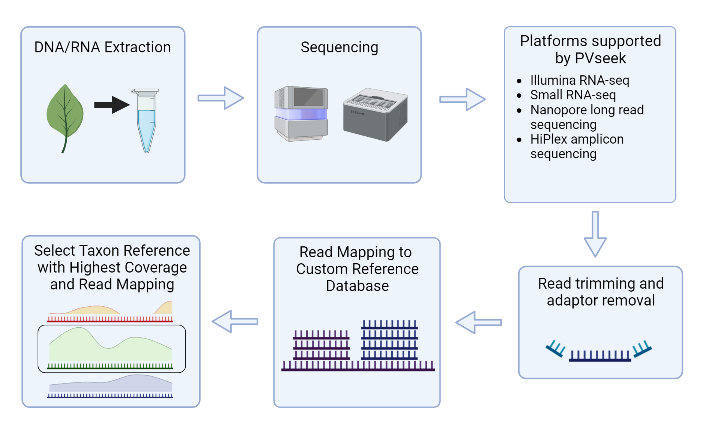 DNA/RNA Extraction
Sequencing
Platforms supported
by PVseek
• Illumina RNA-seq
• Small RNA-seq
• Nanopore long read
sequencing
• HiPlex amplicon
sequencing
Read trimming and
adaptor removal
Read Mapping to
Custom Reference
Database
Select Taxon Reference
with Highest Coverage
and Read Mapping